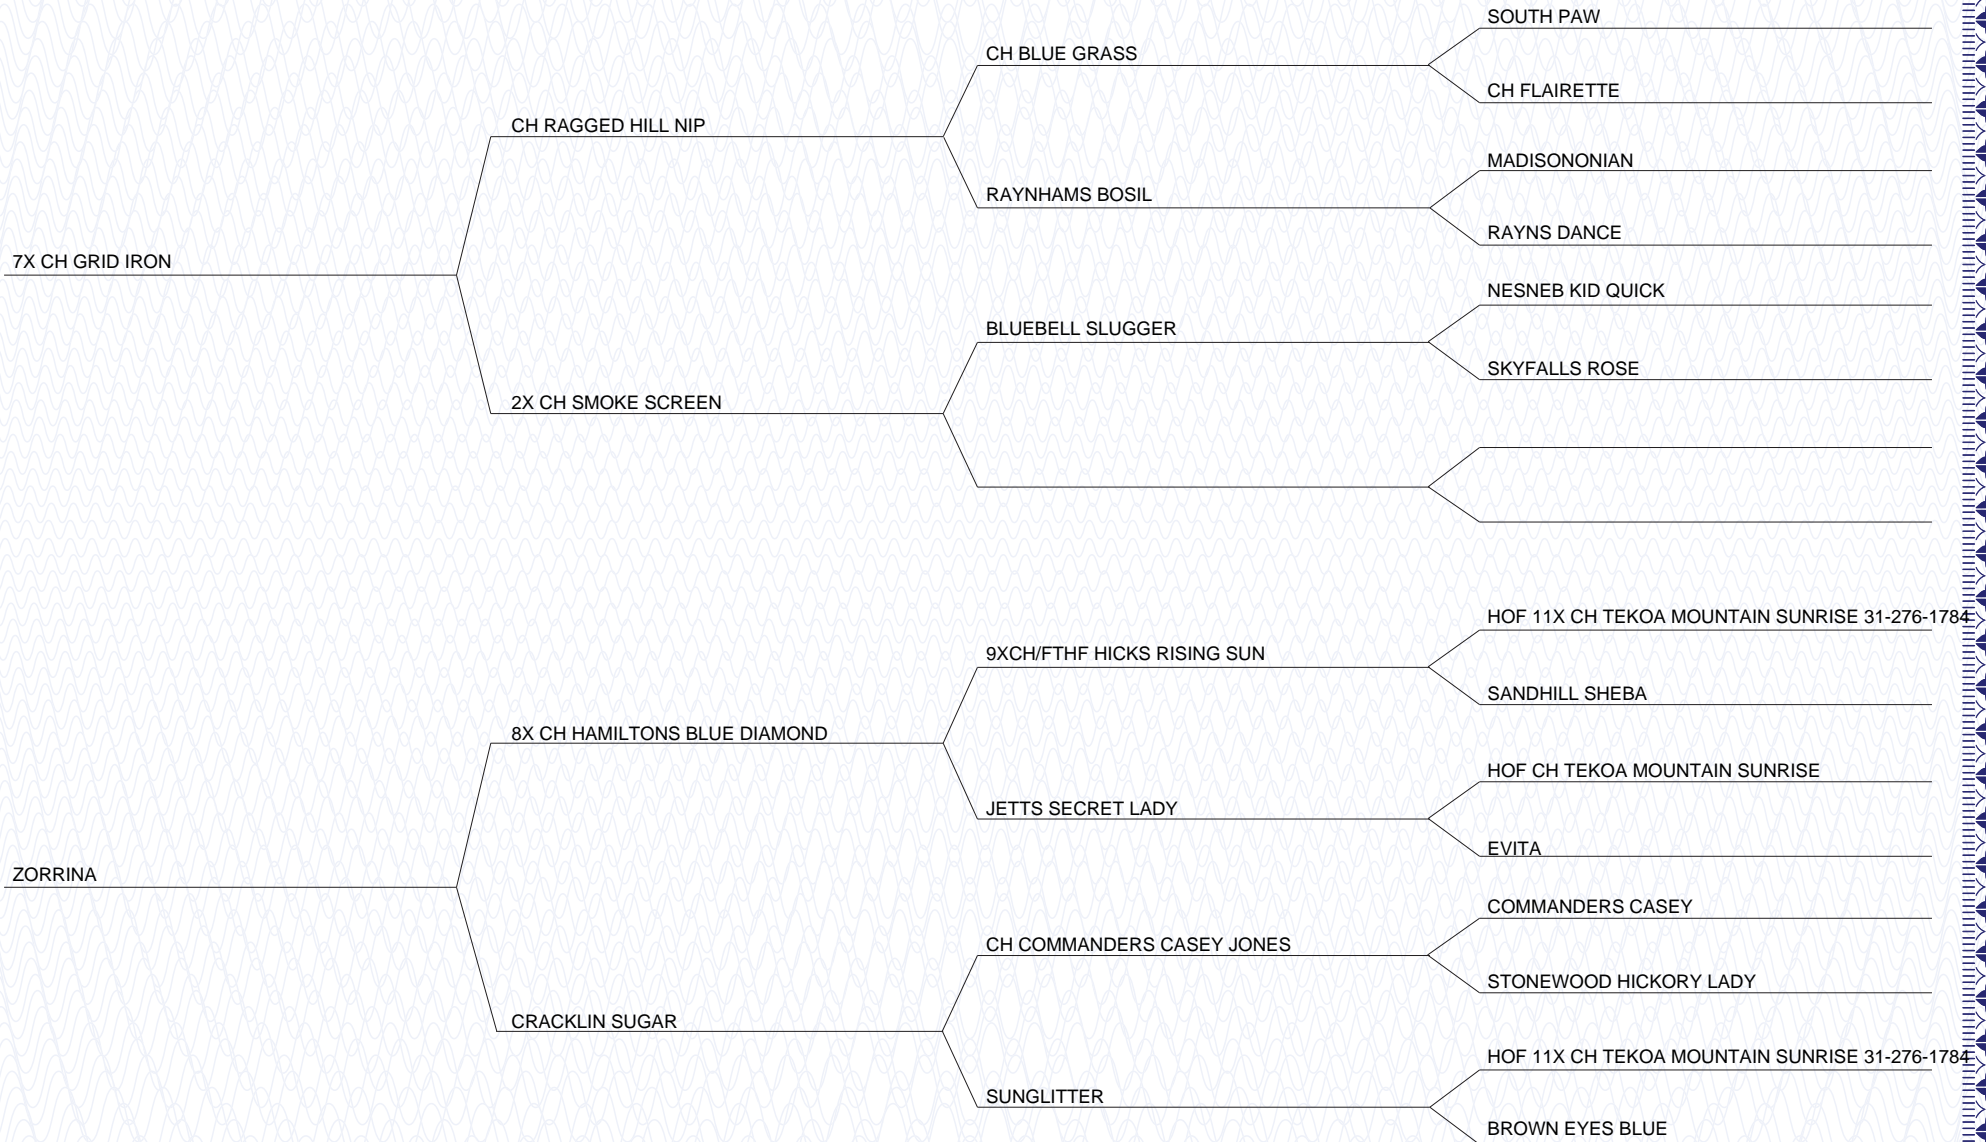 SOUTH PAW
CH BLUE GRASS
CH FLAIRETTE
CH RAGGED HILL NIP
MADISONONIAN
RAYNHAMS BOSIL
RAYNS DANCE
7X CH GRID IRON
NESNEB KID QUICK
BLUEBELL SLUGGER
SKYFALLS ROSE
2X CH SMOKE SCREEN
HOF 11X CH TEKOA MOUNTAIN SUNRISE 31-276-1784
9XCH/FTHF HICKS RISING SUN
SANDHILL SHEBA
8X CH HAMILTONS BLUE DIAMOND
HOF CH TEKOA MOUNTAIN SUNRISE
JETTS SECRET LADY
EVITA
ZORRINA
COMMANDERS CASEY
CH COMMANDERS CASEY JONES
STONEWOOD HICKORY LADY
CRACKLIN SUGAR
HOF 11X CH TEKOA MOUNTAIN SUNRISE 31-276-1784
SUNGLITTER
BROWN EYES BLUE